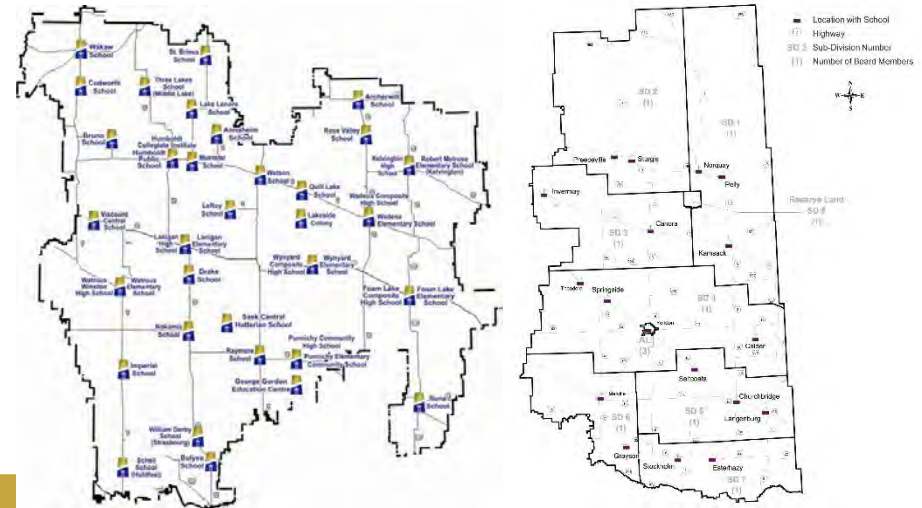 Wakaw
School
St. Brieux
School
Cudworth
School
Three Lakes
School
(Middle Lake)
Lake Lenore
School
Archerwill
School
Bruno
School
Humboldt
Collegiate Institute
Humboldt
Public
School
Muenster
School
Annaheim
School
Rose Valley
School
Kelvington
High
School
Robert Melrose
Elementary School
(Kelvington)
Watson
School
Quill Lake
School
Wadena Composite
High School
Wadena
Elementary School
LeRoy
School
Lakeside
Colony
Viscount
Central
School
Lanigan
High
School
Lanigan
Elementary
School
Drake
School
Wynyard
Composite
High School
Wynyard
Elementary
School
Watrous
Winston
High School
Watrous
Elementary
School
Foam Lake
Composite
High School
Foam Lake
Elementary
School
Nokomis
School
Sask Central
Hutterian School
Punnichy Community
High School
Punnichy Elementary
Community School
Raymore
School
Imperial
School
George Gordon
Education Centre
Ituna
School
William Derby
School
(Strasbourg)
Bulyea
School
School
(Holdfast)
Location with School
Highway
SD 3 Sub-Division Number
(1) Number of Board Members
W E
S
SD 2
(1)
SD 1
(1)
Preeceville
Sturgis
Norquay
Pelly
Invermay
Reserve Land
(1)
Canora
SD 3
(1)
Kamsack
Theodore
Springside
SD 4
(1)
Yorkton
AL
(3)
Calder
Saltcoats
Melville
Churchbridge
Langenburg
SD 6
(1)
SD 5
(1)
Grayson
Stockholm
Esterhazy
SD 7
(1)